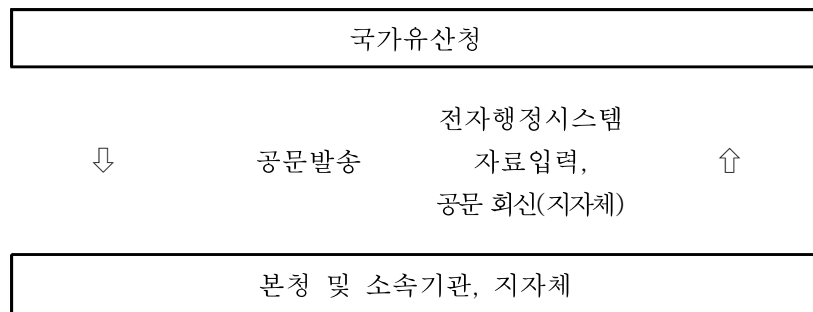 국가유산청
전자행정시스템
⇩ 공문발송 자료입력, ⇧
공문 회신(지자체)
본청 및 소속기관, 지자체